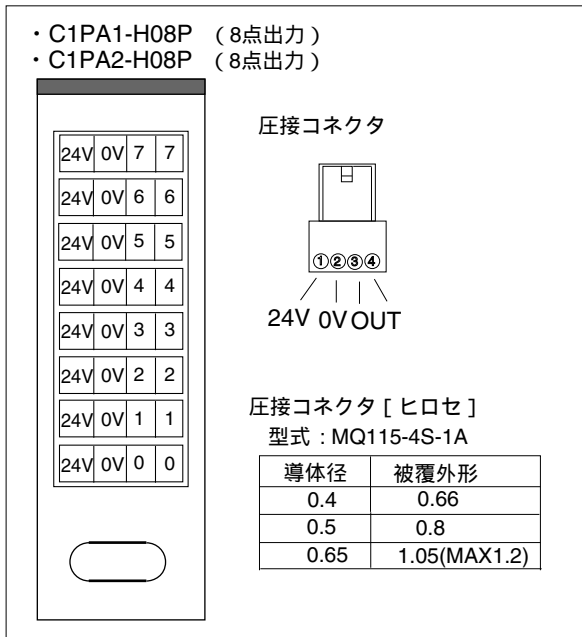 ・C1PA1-H08P （8点出力）
・C1PA2-H08P （8点出力）
24V 0V 7 7
24V 0V 6 6
24V 0V 5 5
24V 0V 4 4
24V 0V 3 3
24V 0V 2 2
24V 0V 1 1
24V 0V 0 0
圧接コネクタ
①②③④
24V 0V OUT
圧接コネクタ［ヒロセ］
型式：MQ115-4S-1A
導体径 被覆外形
0.4 0.66
0.5 0.8
0.65 1.05(MAX1.2)